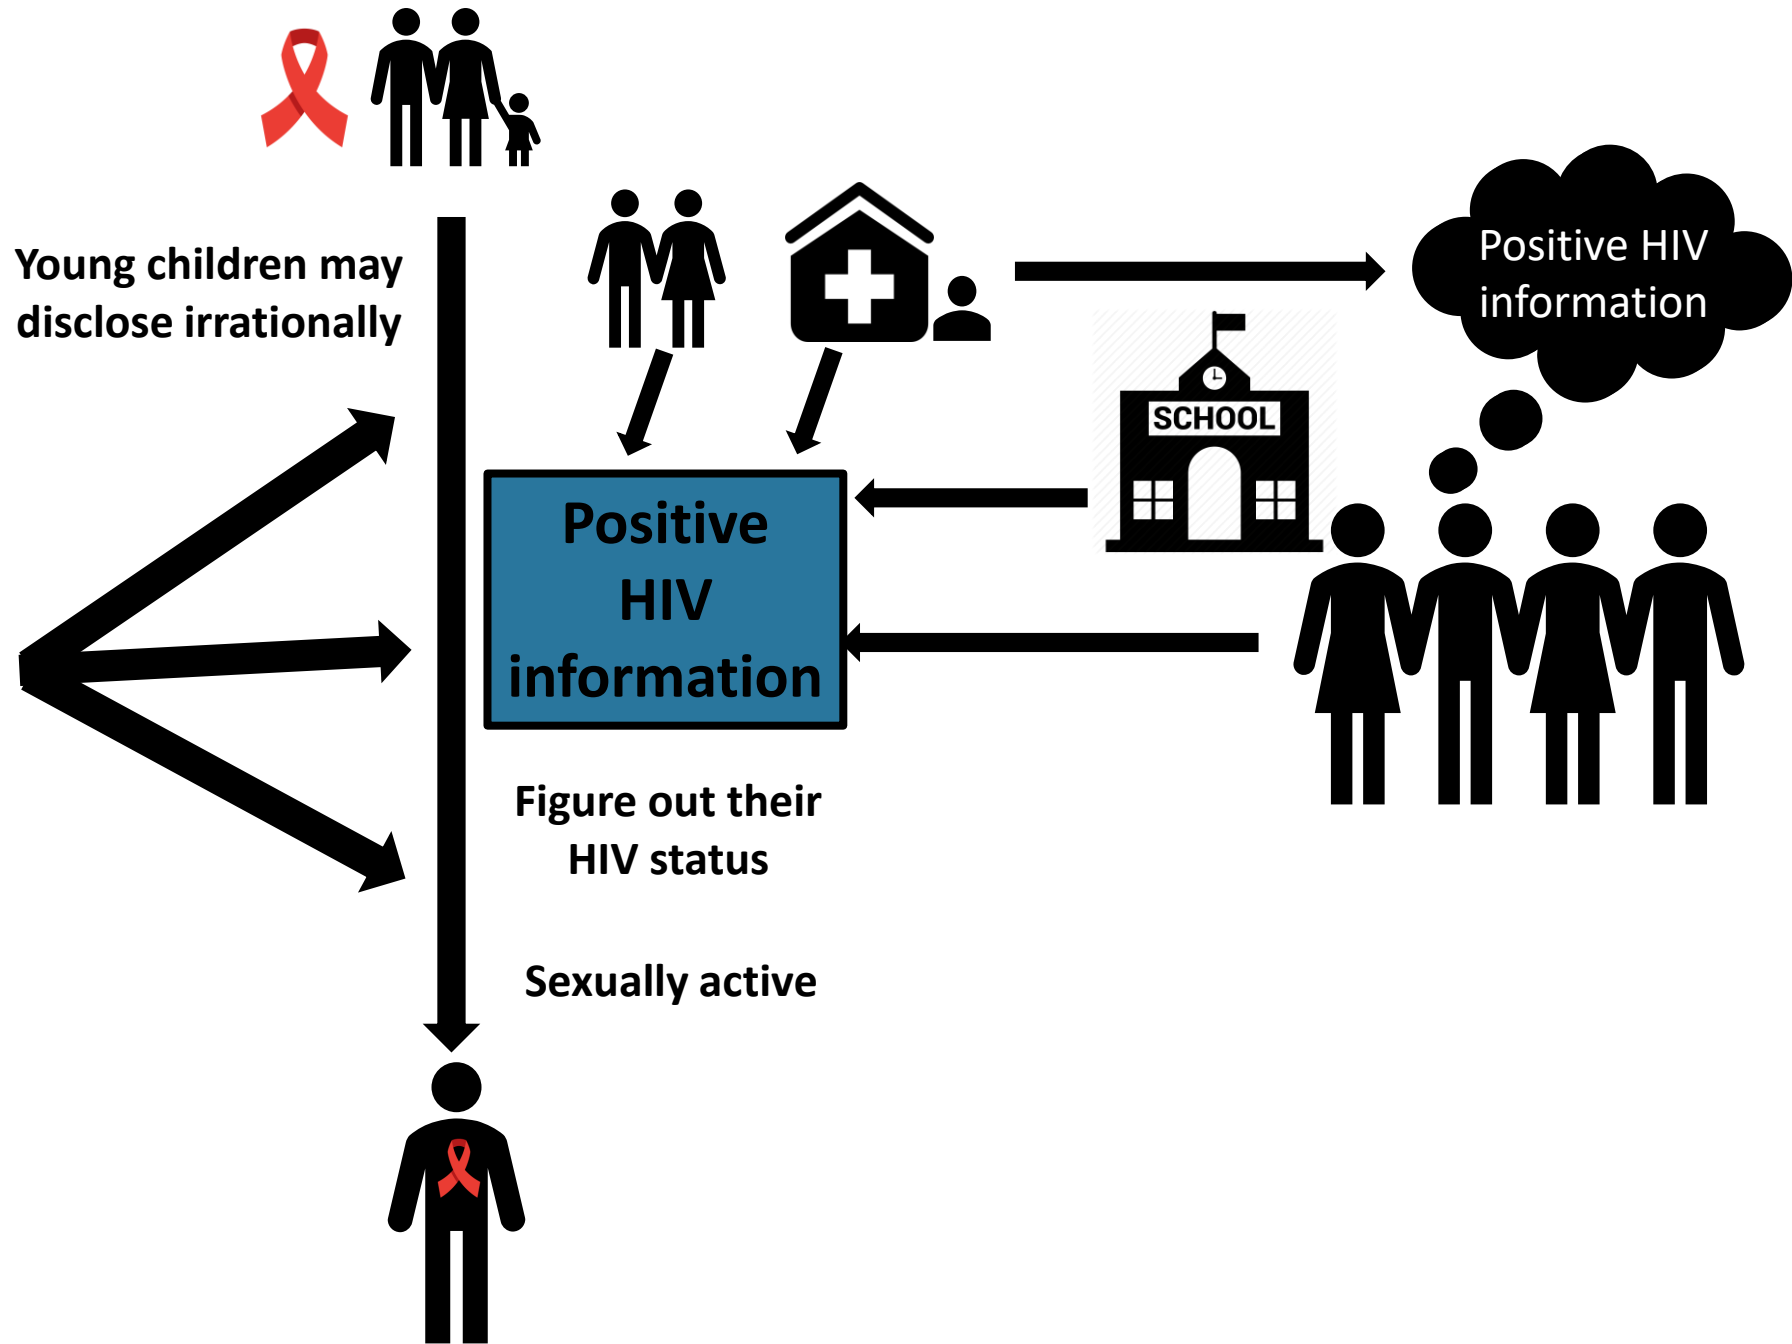 Young children may
disclose irrationally
Positive HIV
information
SCHOOL
Positive
HIV
information
Figure out their
HIV status
Sexually active